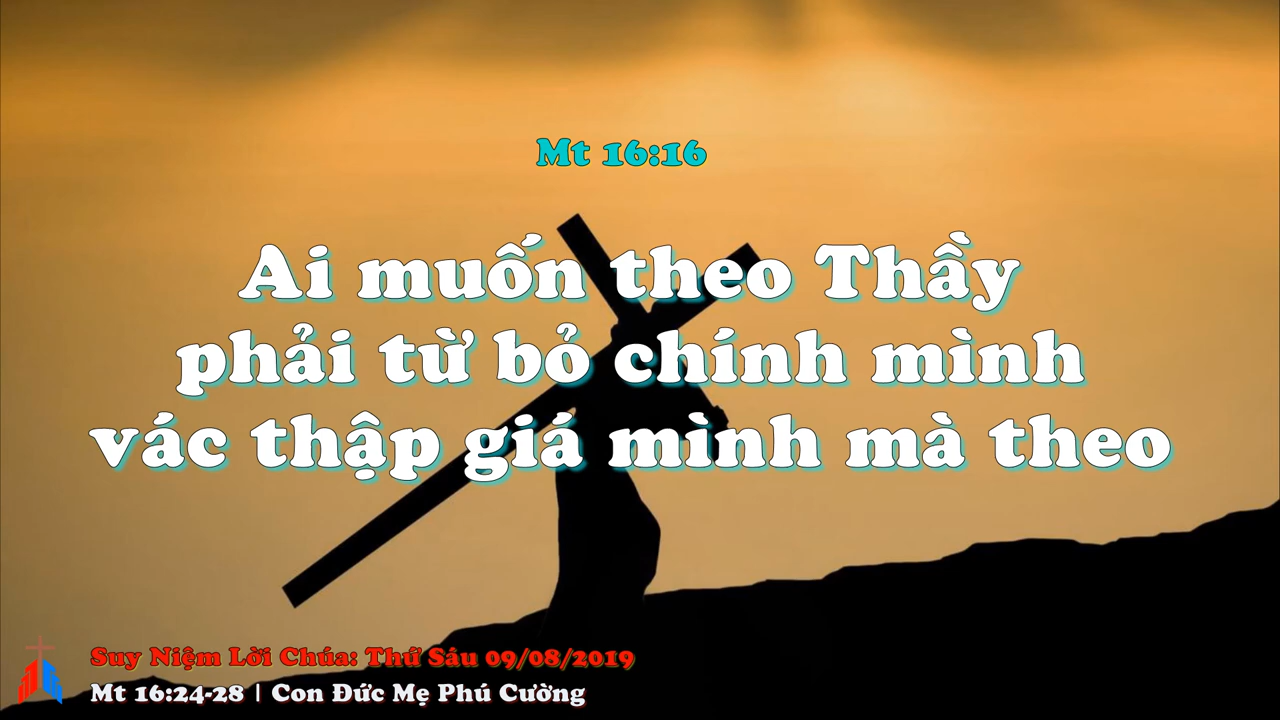 Mt 16:16
Ai muốn theo Thầy
phải từ bỏ chính mình
vác thập giá mình mà theo
Suy Niệm Lời Chúa: Thứ Sáu 09/08/2019
Mt 16:24-28 | Con Đức Mẹ Phú Cường